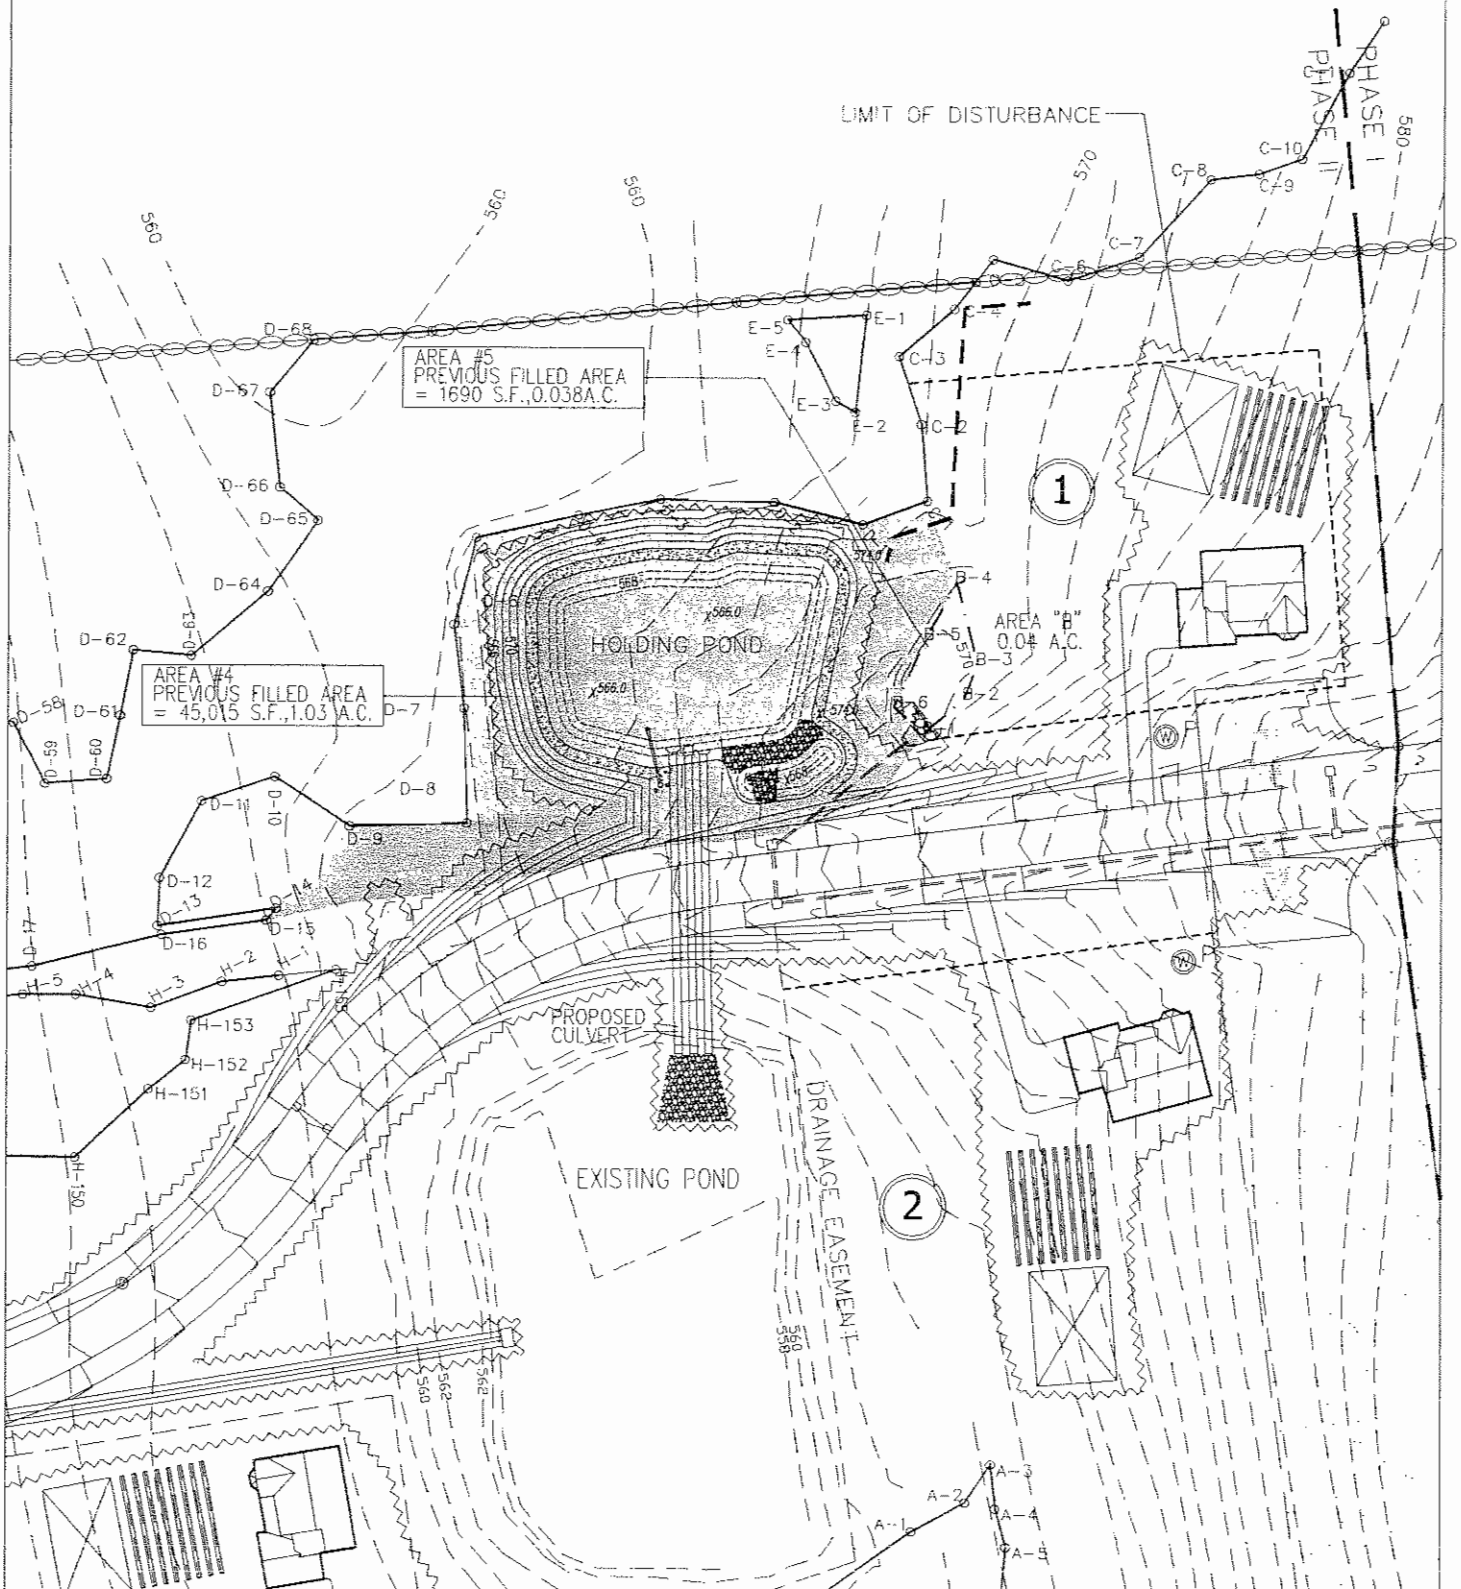 PHASE I
PHASE II
LIMIT OF DISTURBANCE
580
C-10
C-9
C-8
C-7
C-6
C-4
C-3
C-2
570
560
560
560
D-68
D-67
D-66
D-65
D-64
D-63
D-62
D-61
D-60
D-59
D-58
E-5
E-1
E-4
E-3
E-2
AREA #5
PREVIOUS FILLED AREA
= 1690 S.F.,0.038A.C.
1
B-4
AREA "B"
0.04 A.C.
B-5
B-3
570
B-2
B-6
568
570
X566.0
HOLDING POND
X566.0
AREA #4
PREVIOUS FILLED AREA
= 45,015 S.F.,1.03 A.C.
D-7
D-8
D-9
D-10
D-11
D-12
D-13
D-14
D-15
D-16
D-17
W
W
H-5
H-4
H-3
H-2
H-1
H-153
H-152
H-151
H-150
PROPOSED
CULVERT
EXISTING POND
DRAINAGE EASEMENT
2
560
558
560
562
562
A-3
A-2
A-4
A-1
A-5